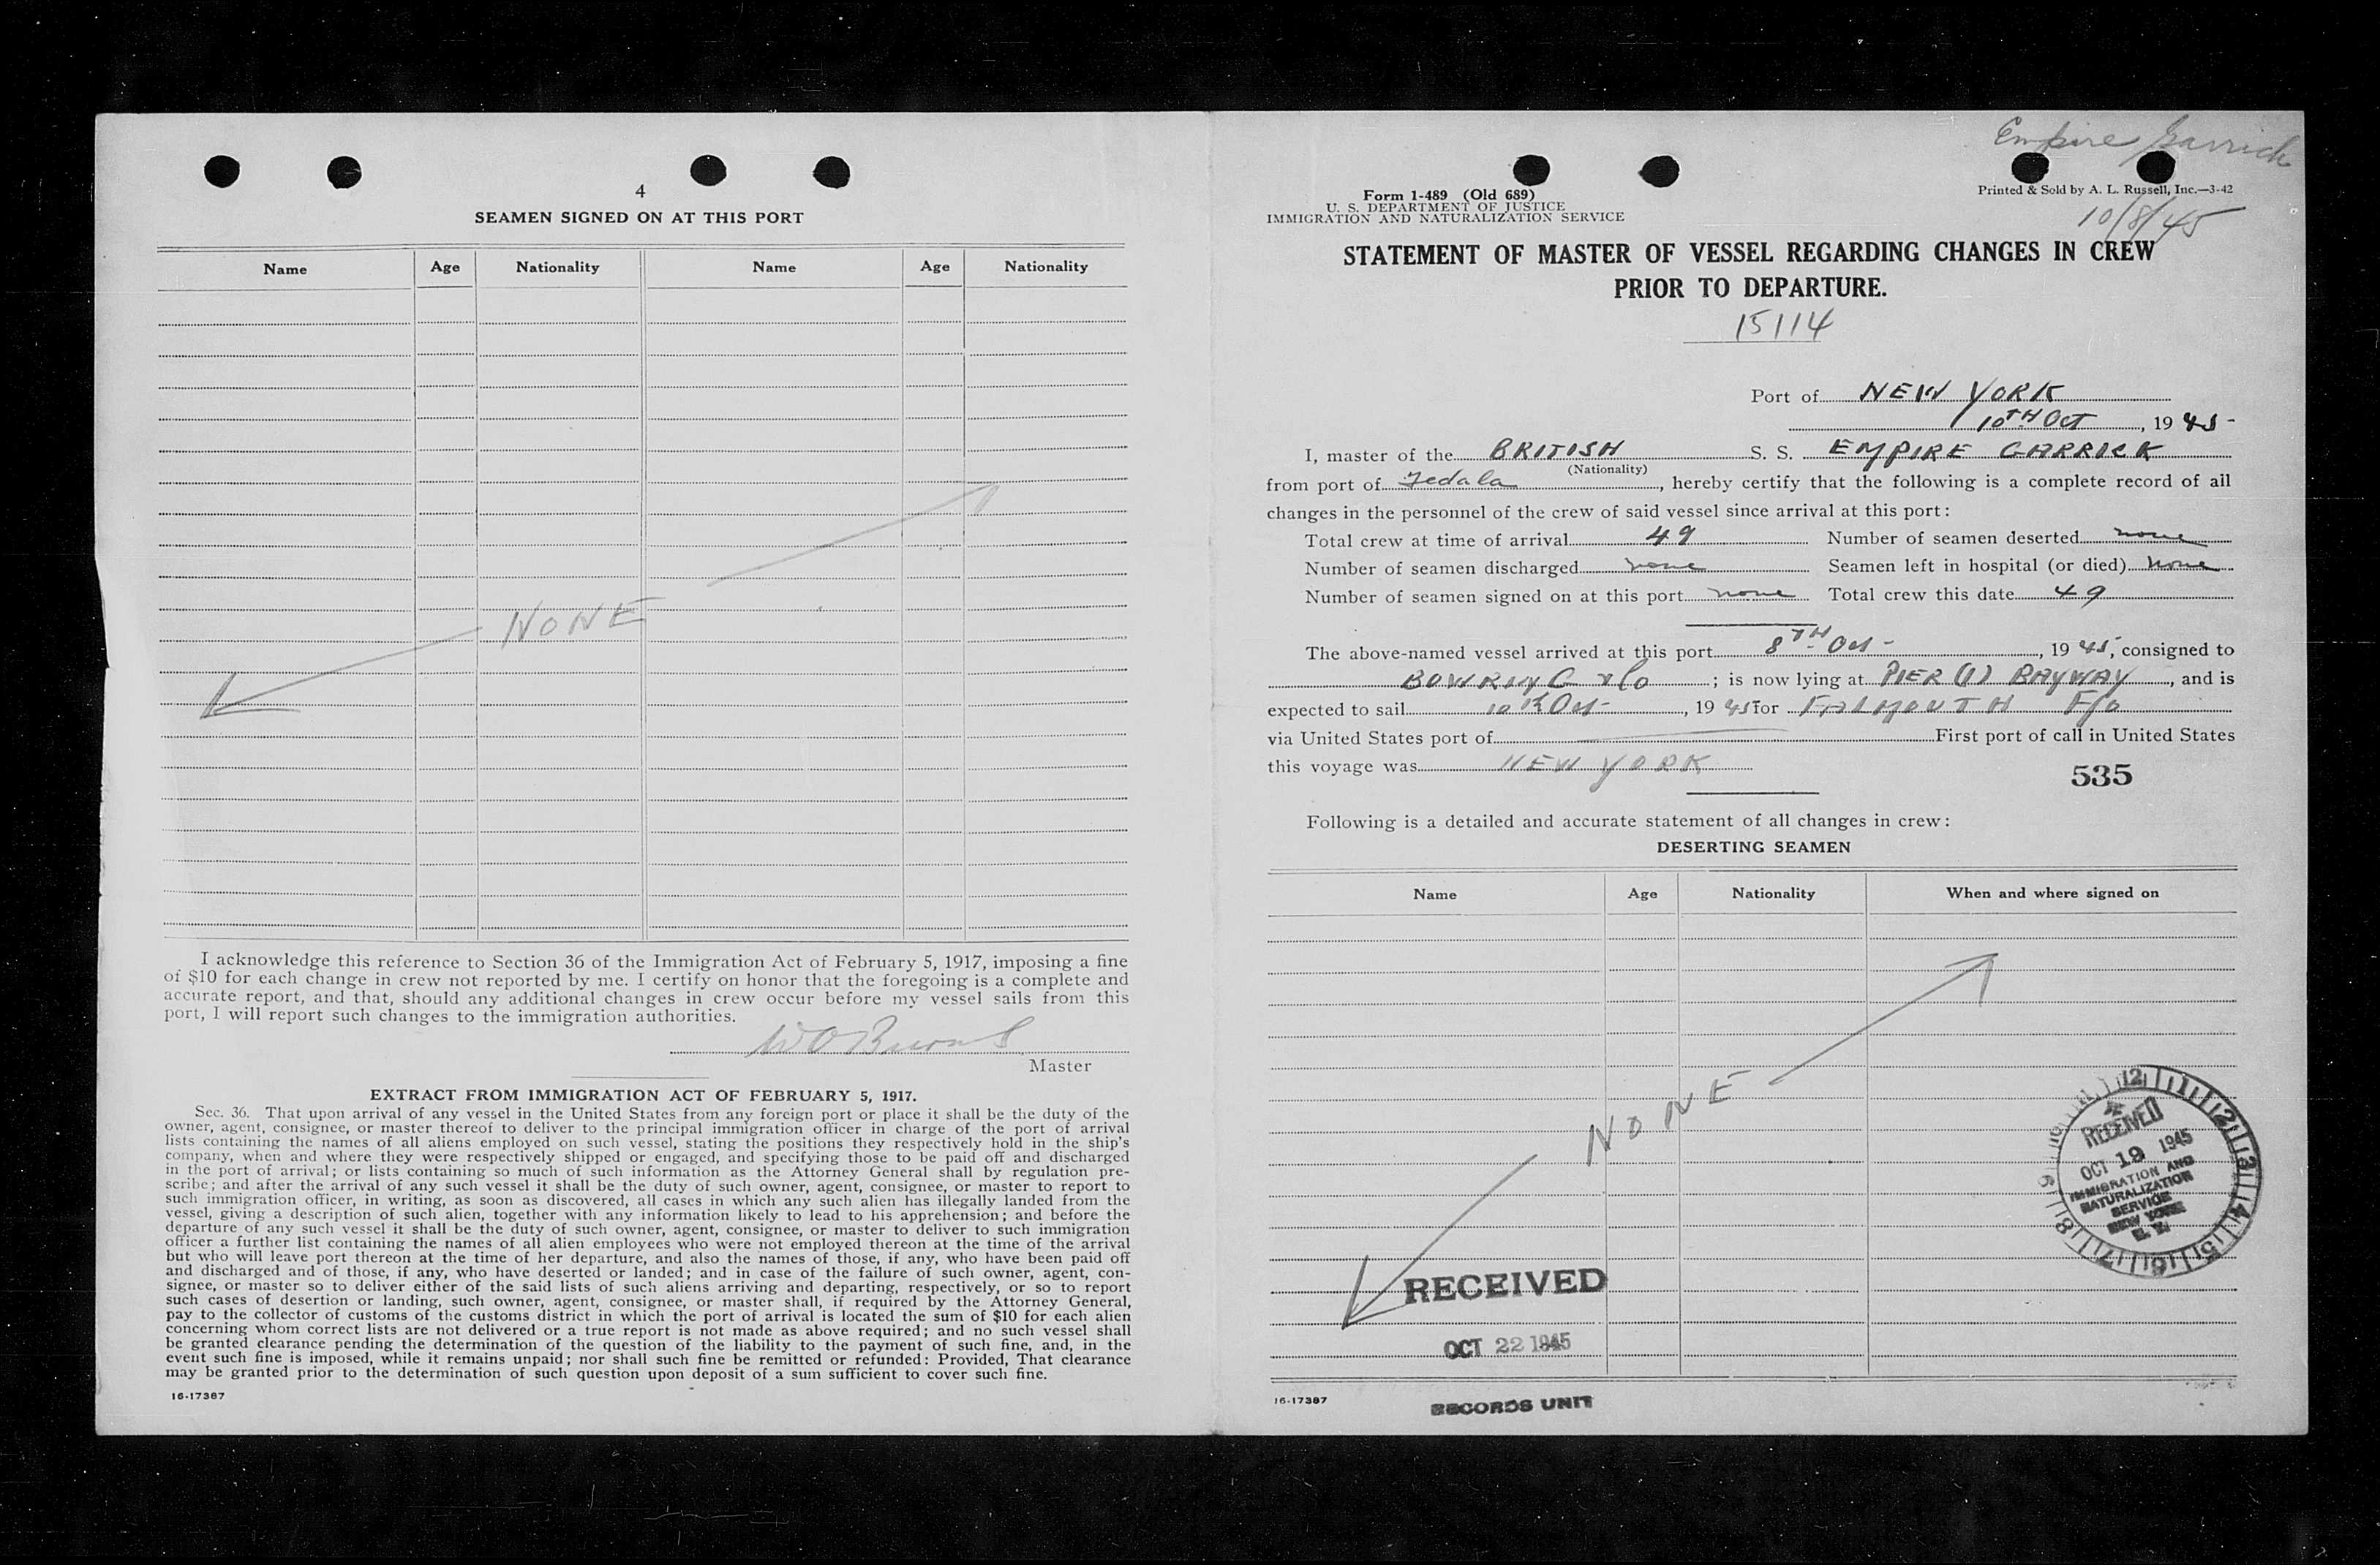 4
SEAMEN SIGNED ON AT THIS PORT
Name Age Nationality Name Age Nationality
NONE
I acknowledge this reference to Section 36 of the Immigration Act of February 5, 1917, imposing a fine
of $10 for each change in crew not reported by me. I certify on honor that the foregoing is a complete and
accurate report, and that, should any additional changes in crew occur before my vessel sails from this
port, I will report such changes to the immigration authorities.
W O Burns
Master
EXTRACT FROM IMMIGRATION ACT OF FEBRUARY 5, 1917.
Sec. 36. That upon arrival of any vessel in the United States from any foreign port or place it shall be the duty of the
owner, agent, consignee, or master thereof to deliver to the principal immigration officer in charge of the port of arrival
lists containing the names of all aliens employed on such vessel, stating the positions they respectively hold in the ship's
company, when and where they were respectively shipped or engaged, and specifying those to be paid off and discharged
in the port of arrival; or lists containing so much of such information as the Attorney General shall by regulation pre-
scribe; and after the arrival of any such vessel it shall be the duty of such owner, agent, consignee, or master to report to
such immigration officer, in writing, as soon as discovered, all cases in which any such alien has illegally landed from the
vessel, giving a description of such alien, together with any information likely to lead to his apprehension; and before the
departure of any such vessel it shall be the duty of such owner, agent, consignee, or master to deliver to such immigration
officer a further list containing the names of all alien employees who were not employed thereon at the time of the arrival
but who will leave port thereon at the time of her departure, and also the names of those, if any, who have been paid off
and discharged and of those, if any, who have deserted or landed; and in case of the failure of such owner, agent, con-
signee, or master so to deliver either of the said lists of such aliens arriving and departing, respectively, or so to report
such cases of desertion or landing, such owner, agent, consignee, or master shall, if required by the Attorney General,
pay to the collector of customs of the customs district in which the port of arrival is located the sum of $10 for each alien
concerning whom correct lists are not delivered or a true report is not made as above required; and no such vessel shall
be granted clearance pending the determination of the question of the liability to the payment of such fine, and, in the
event such fine is imposed, while it remains unpaid; nor shall such fine be remitted or refunded: Provided, That clearance
may be granted prior to the determination of such question upon deposit of a sum sufficient to cover such fine.
16-17387
Empire Garrick
Form 1-489 (Old 689)
Printed & Sold by A. L. Russell, Inc.—3-42
U. S. DEPARTMENT OF JUSTICE
IMMIGRATION AND NATURALIZATION SERVICE
10/8/45
STATEMENT OF MASTER OF VESSEL REGARDING CHANGES IN CREW
PRIOR TO DEPARTURE.
15114
Port of NEW YORK
10TH Oct, 1945-
I, master of the BRITISH S. S. EMPIRE GARRICK
(Nationality)
from port of Fedala, hereby certify that the following is a complete record of all
changes in the personnel of the crew of said vessel since arrival at this port:
Total crew at time of arrival 49 Number of seamen deserted none
Number of seamen discharged none Seamen left in hospital (or died) None
Number of seamen signed on at this port none Total crew this date 49
The above-named vessel arrived at this port 8TH Oct-, 1945, consigned to
BOWRING & Co; is now lying at PIER (1) BAYWAY, and is
expected to sail 10th Oct-, 1945 for FALMOUTH F/o
via United States port of First port of call in United States
this voyage was NEW YORK
535
Following is a detailed and accurate statement of all changes in crew:
DESERTING SEAMEN
Name Age Nationality When and where signed on
NONE
RECEIVED
OCT 19 1945
IMMIGRATION AND
NATURALIZATION
SERVICE
NEW YORK
N. Y.
12 1 2 3 4 5 6 7 8 9 10 11
RECEIVED
OCT 22 1945
RECORDS UNIT
16-17387